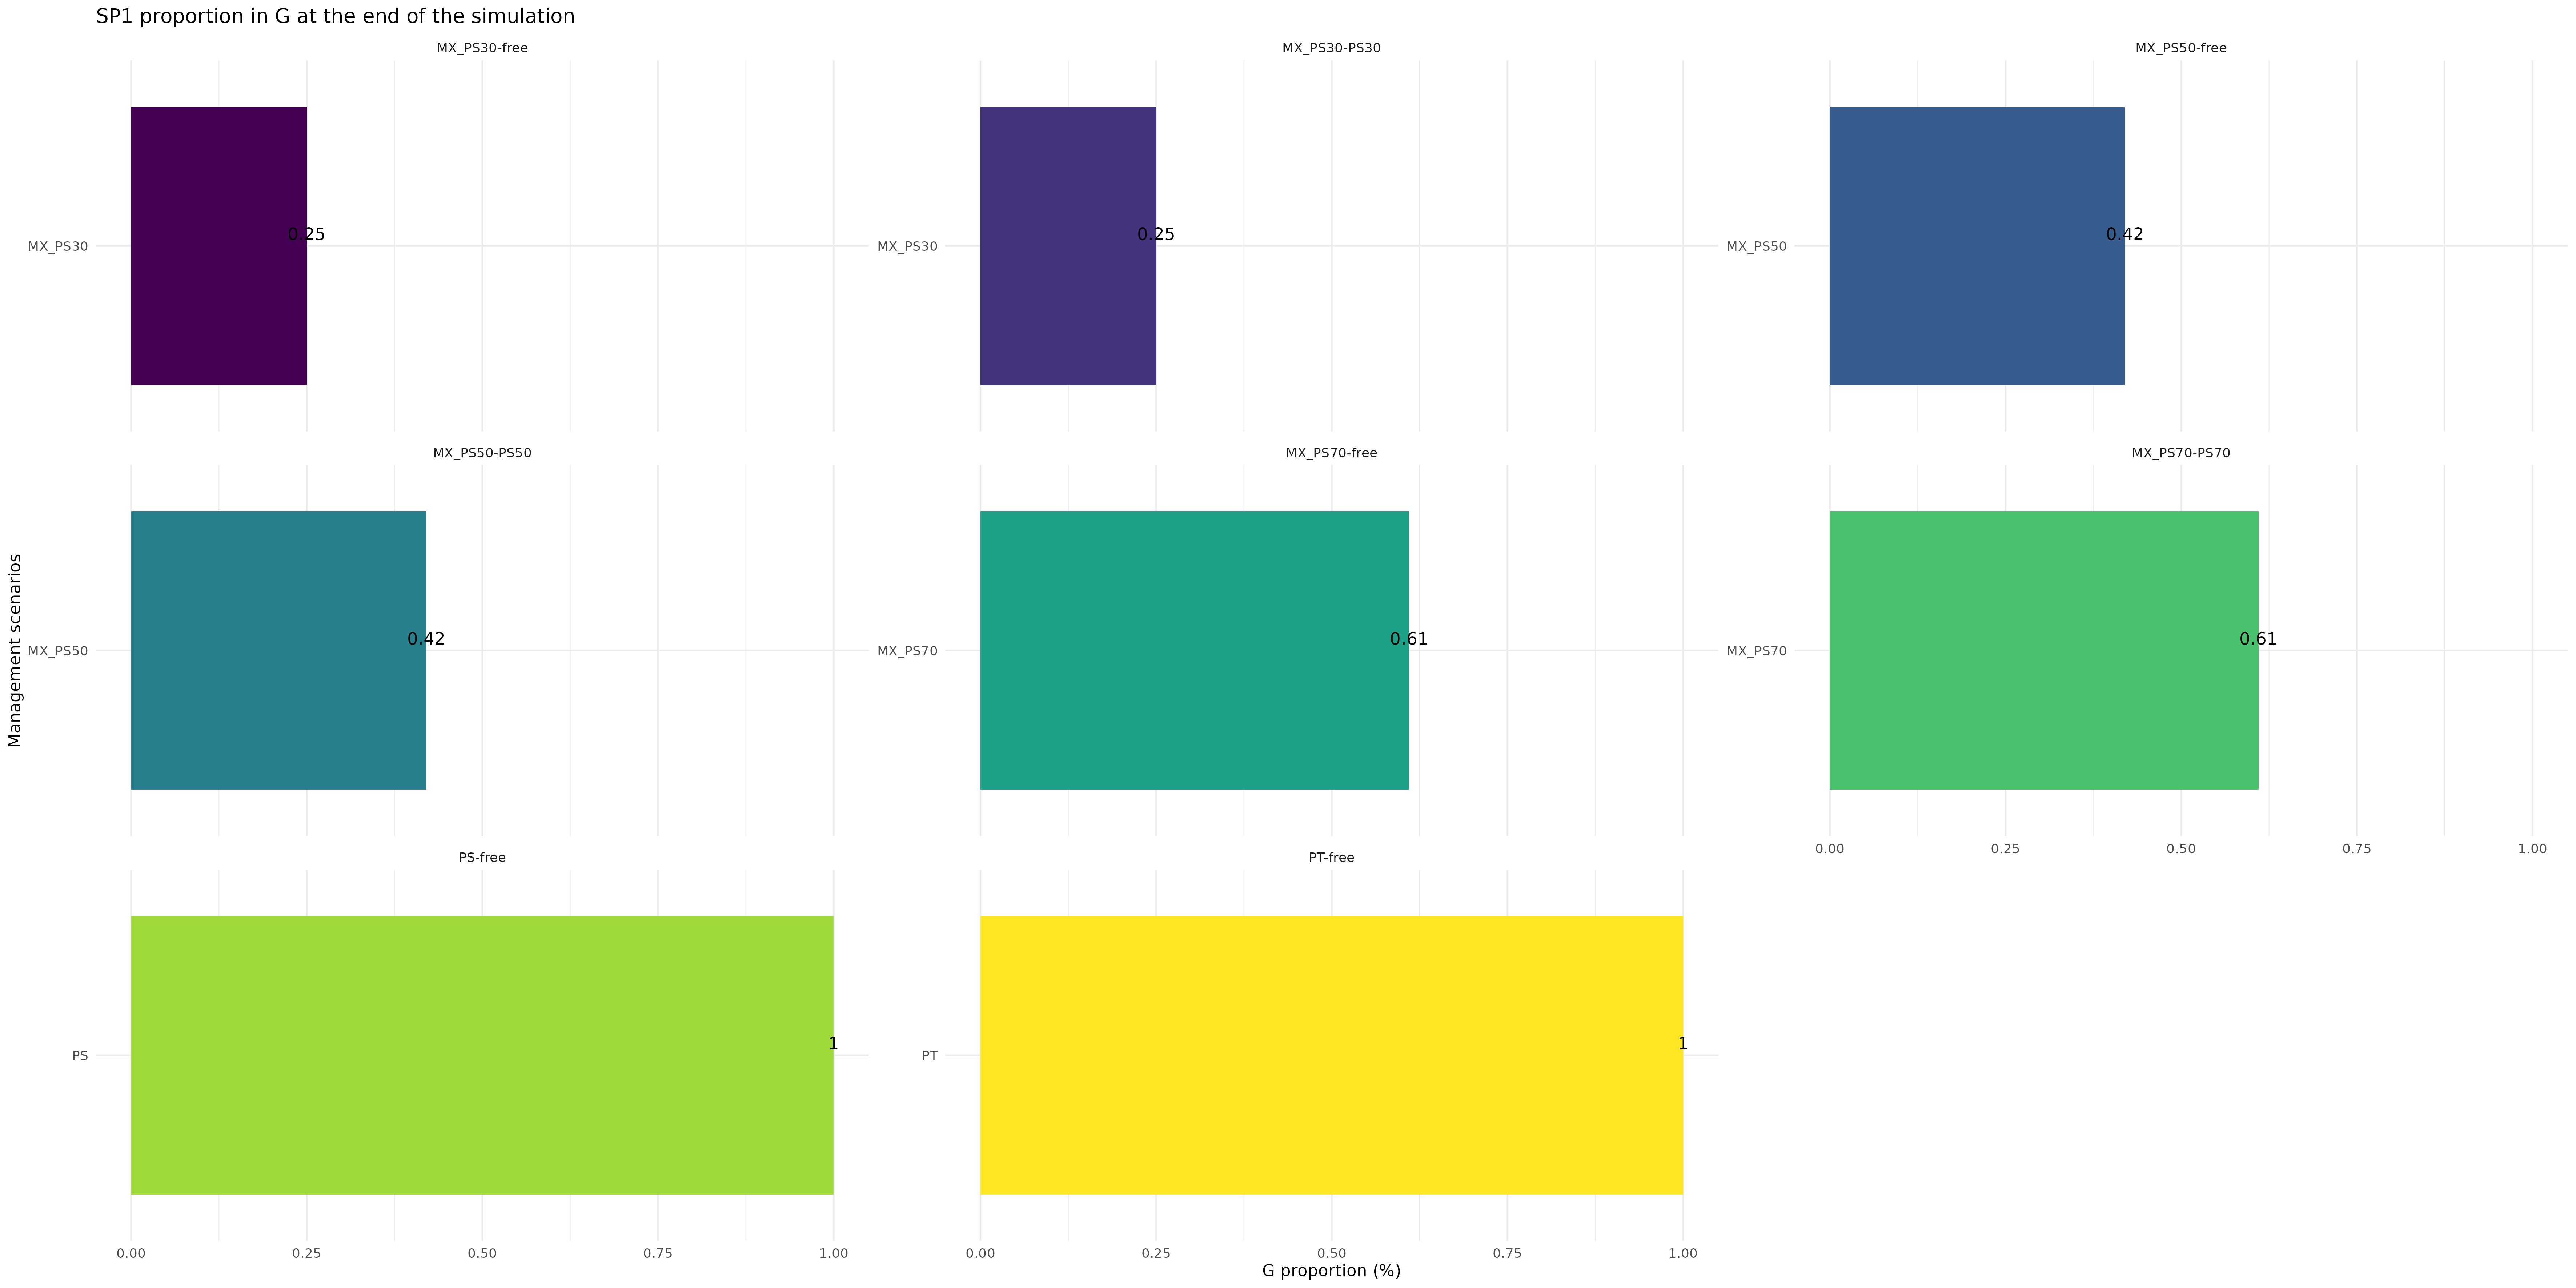 SP1 proportion in G at the end of the simulation
MX_PS30-free
MX_PS30-PS30
MX_PS50-free
0.25
0.25
0.42
MX_PS30
MX_PS30
MX_PS50
MX_PS50-PS50
MX_PS70-free
MX_PS70-PS70
0.42
0.61
0.61
MX_PS50
MX_PS70
MX_PS70
Management scenarios
0.00 0.25 0.50 0.75 1.00
PS-free
PT-free
1
1
PS
PT
0.00 0.25 0.50 0.75 1.00
0.00 0.25 0.50 0.75 1.00
G proportion (%)